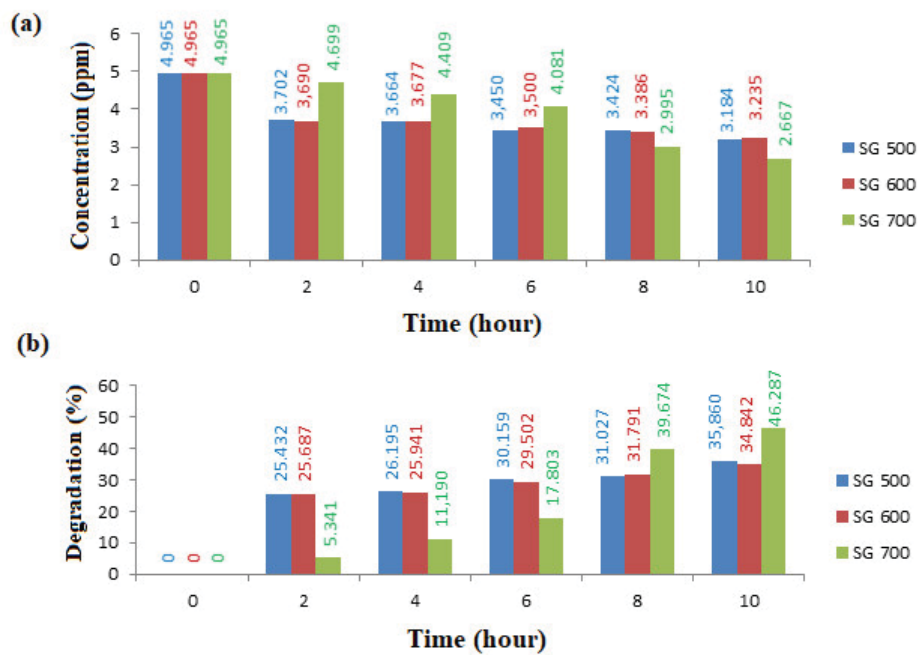 (a)
Concentration (ppm)
6
5
4
3
2
1
0
4.965 4.965 4.965
3.702 3,690 4.699
3.664 3.677 4.409
3,450 3,500 4.081
3.424 3.386 2.995
3.184 3.235 2.667
0 2 4 6 8 10
Time (hour)
SG 500
SG 600
SG 700
(b)
Degradation (%)
60
50
40
30
20
10
0
0 0 0
25.432 25.687 5.341
26.195 25.941 11,190
30.159 29.502 17.803
31.027 31.791 39.674
35,860 34.842 46.287
0 2 4 6 8 10
Time (hour)
SG 500
SG 600
SG 700